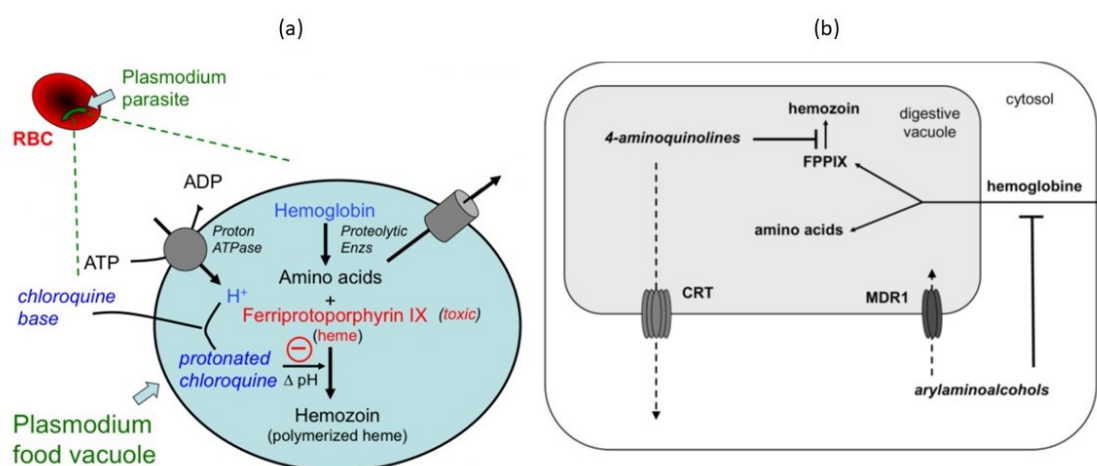 (a)
Plasmodium
parasite
RBC
ADP
ATP
Proton
ATPase
Hemoglobin
Proteolytic
Enzs
Amino acids
+
H⁺
Ferriprotoporphyrin IX (toxic)
(heme)
chloroquine
base
protonated
chloroquine
Δ pH
Hemozoin
(polymerized heme)
Plasmodium
food vacuole
(b)
cytosol
digestive
vacuole
hemozoin
4-aminoquinolines
FPPIX
hemoglobine
amino acids
CRT
MDR1
arylaminoalcohols